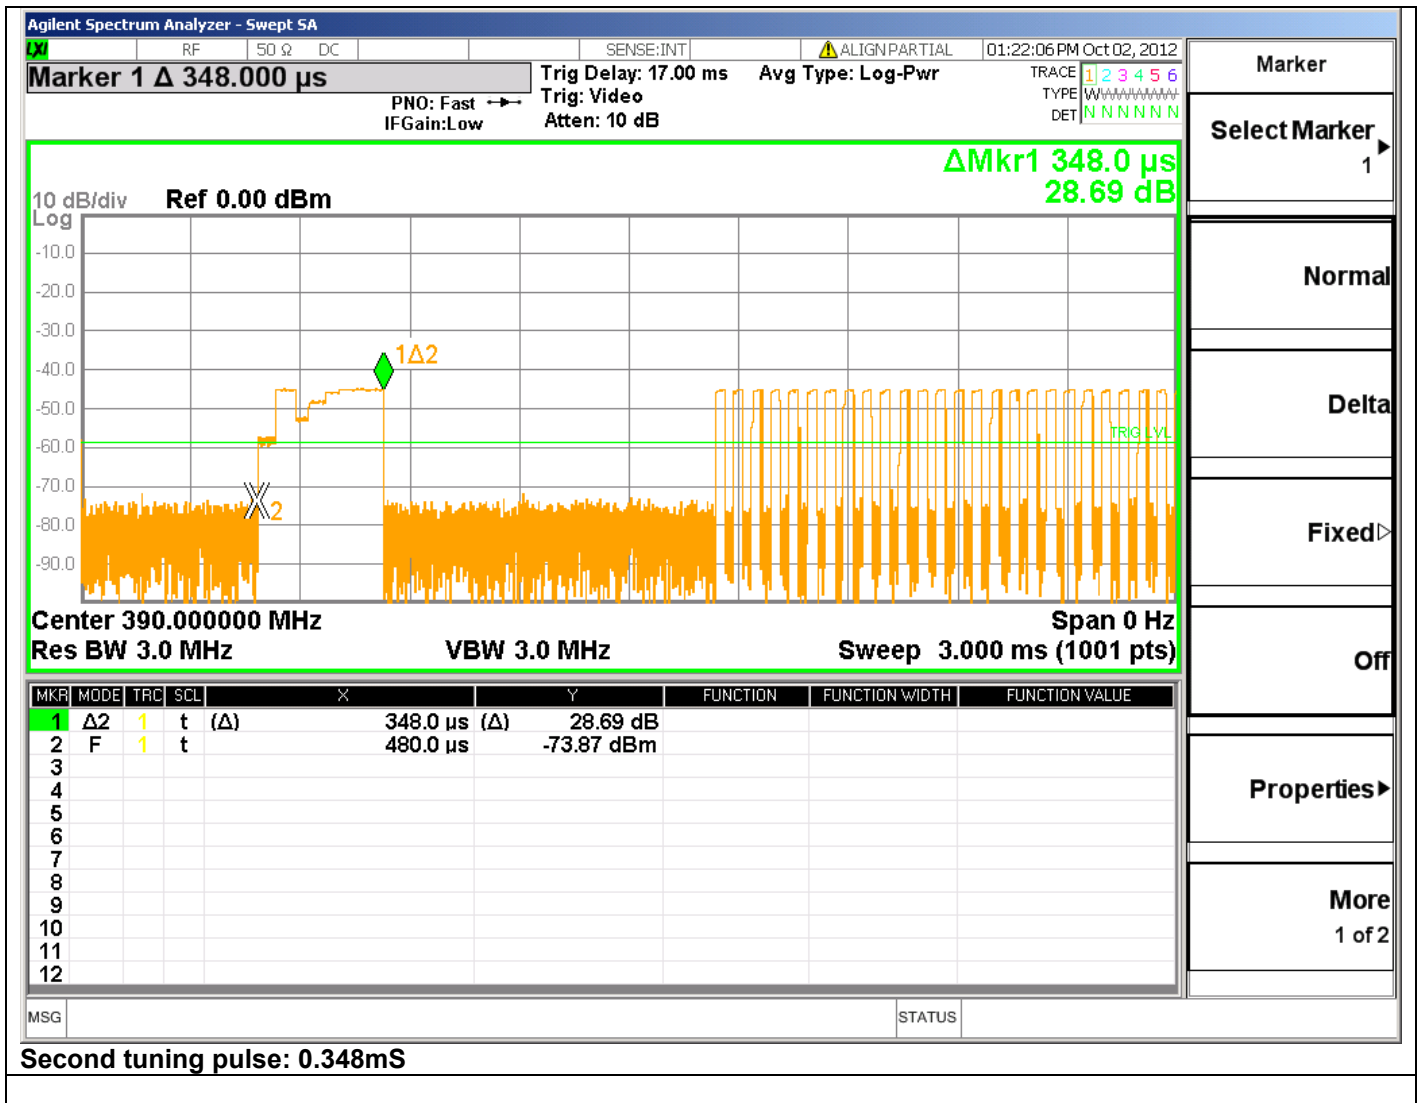 Agilent Spectrum Analyzer - Swept SA
LXI RF 50 Ω DC SENSE:INT ALIGN PARTIAL 01:22:06 PM Oct 02, 2012
Marker 1 Δ 348.000 µs
PNO: Fast
IFGain:Low
Trig Delay: 17.00 ms
Trig: Video
Atten: 10 dB
Avg Type: Log-Pwr
TRACE 1 2 3 4 5 6
TYPE WWWWWW
DET N N N N N N
ΔMkr1 348.0 µs
28.69 dB
10 dB/div Ref 0.00 dBm
Log
-10.0
-20.0
-30.0
-40.0
-50.0
-60.0
-70.0
-80.0
-90.0
1Δ2
2
TRIG LVL
Center 390.000000 MHz Span 0 Hz
Res BW 3.0 MHz VBW 3.0 MHz Sweep 3.000 ms (1001 pts)
MKR MODE TRC SCL X Y FUNCTION FUNCTION WIDTH FUNCTION VALUE
1 Δ2 1 t (Δ) 348.0 µs (Δ) 28.69 dB
2 F 1 t 480.0 µs -73.87 dBm
3
4
5
6
7
8
9
10
11
12
MSG STATUS
Marker
Select Marker
1
Normal
Delta
Fixed
Off
Properties
More
1 of 2
Second tuning pulse: 0.348mS